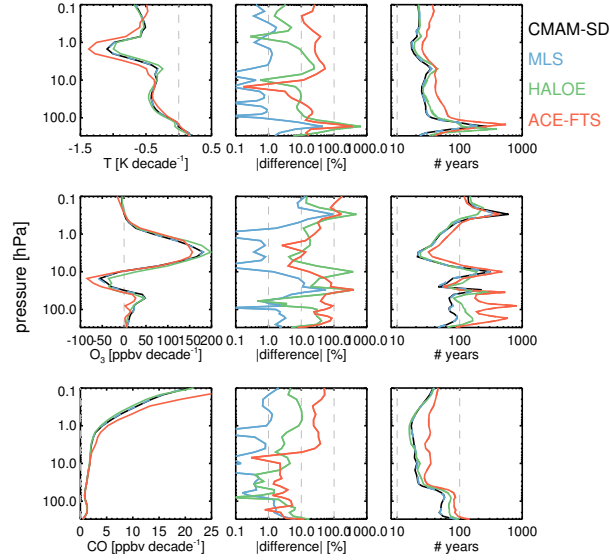 CMAM-SD
MLS
HALOE
ACE-FTS
pressure [hPa]
0.1
1.0
10.0
100.0
-1.5 -1.0 -0.5 0.0 0.5
T [K decade⁻¹]
0.1 1.0 10.0 100.0 1000.0
|difference| [%]
10 100 1000
# years
0.1
1.0
10.0
100.0
-100 -50 0 50 100 150 200
O₃ [ppbv decade⁻¹]
0.1 1.0 10.0 100.0 1000.0
|difference| [%]
10 100 1000
# years
0.1
1.0
10.0
100.0
0 5 10 15 20 25
CO [ppbv decade⁻¹]
0.1 1.0 10.0 100.0 1000.0
|difference| [%]
10 100 1000
# years